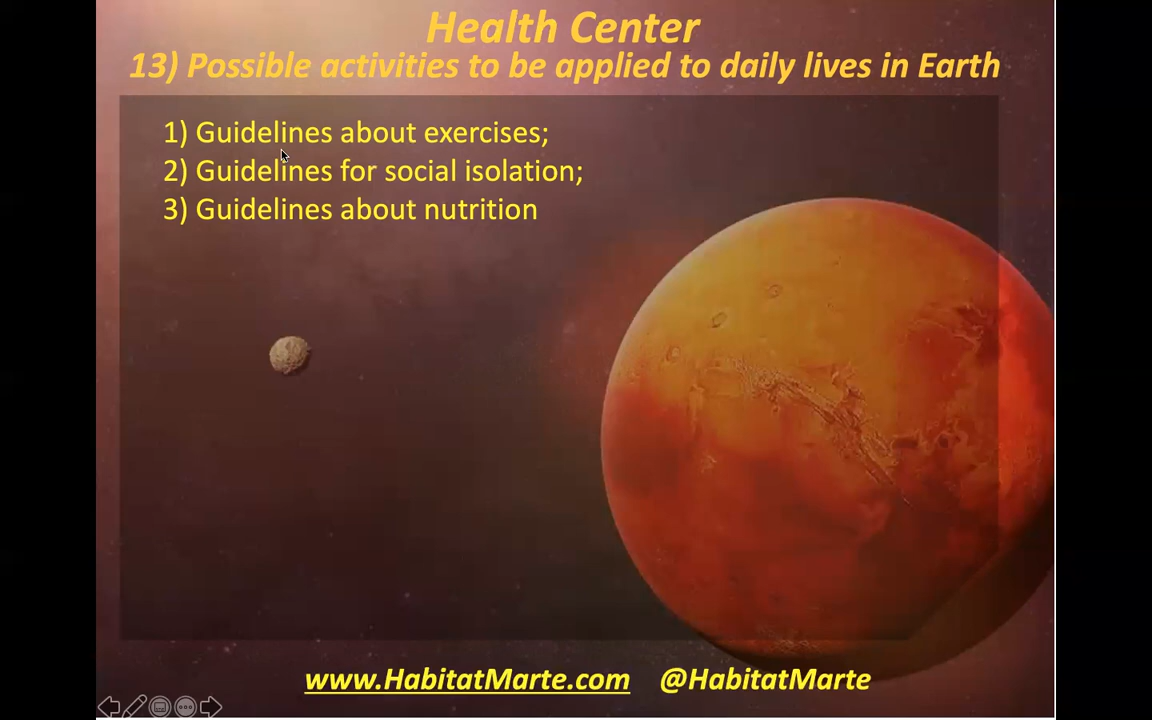 Health Center
13) Possible activities to be applied to daily lives in Earth
1) Guidelines about exercises;
2) Guidelines for social isolation;
3) Guidelines about nutrition
www.HabitatMarte.com @HabitatMarte